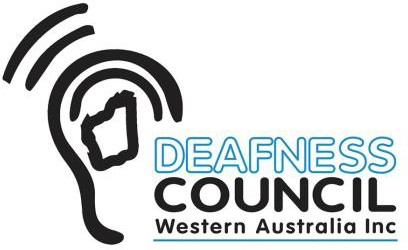 DEAFNESS
COUNCIL
Western Australia Inc